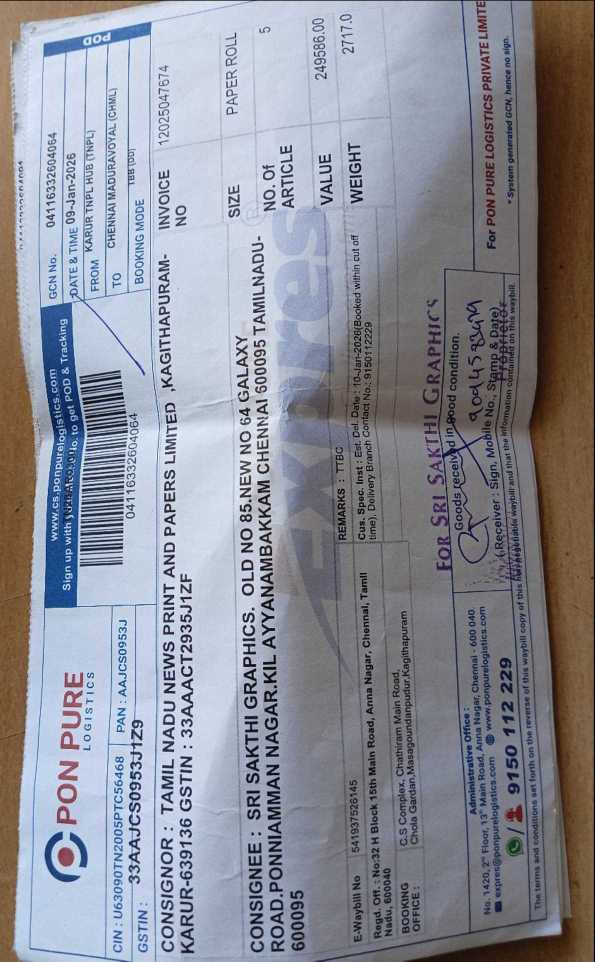 PON PURE
LOGISTICS
www.cs.ponpurelogistics.com
Sign up with to get POD & Tracking
CIN : U63090TN2005PTC56468 PAN : AAJCS0953J
GSTIN : 33AAJCS0953J1Z9
04116332604064
POD
GCN No. 04116332604064
DATE & TIME 09-Jan-2026
FROM KARUR TNPL HUB (TNPL)
TO CHENNAI MADURAVOYAL (CHML)
BOOKING MODE TBB (DD)
CONSIGNOR : TAMIL NADU NEWS PRINT AND PAPERS LIMITED ,KAGITHAPURAM-
KARUR-639136 GSTIN : 33AAACT2935J1ZF
INVOICE NO 12025047674
CONSIGNEE : SRI SAKTHI GRAPHICS. OLD NO 85.NEW NO 64 GALAXY
ROAD.PONNIAMMAN NAGAR.KIL AYYANAMBAKKAM CHENNAI 600095 TAMILNADU-
600095
SIZE PAPER ROLL
NO. Of ARTICLE 5
VALUE 249586.00
WEIGHT 2717.0
Expres
E-Waybill No 541937526145
REMARKS : TTBG
Regd. Off. : No:32 H Block 15th Main Road, Anna Nagar, Chennai, Tamil
Nadu, 600040
Cus. Spec. Inst : Est. Del. Date : 10-Jan-2026(Booked within cut off
time), Delivery Branch Contact No.: 9150112229
BOOKING OFFICE : C.S Complex, Chathiram Main Road,
Chola Gardan,Masagoundanpudur,Kagithapuram
FOR SRI SAKTHI GRAPHICS
Administrative Office :
No. 1420, 2nd Floor, 13th Main Road, Anna Nagar, Chennai - 600 040
expres@ponpurelogistics.com www.ponpurelogistics.com
9150 112 229
Goods received in good condition.
(Receiver : Sign, Mobile No., Stamp & Date)
Proprietor
For PON PURE LOGISTICS PRIVATE LIMITE
* System generated GCN, hence no sign.
The terms and conditions set forth on the reverse of this waybill copy of this waybill and that the information contained on this waybill.